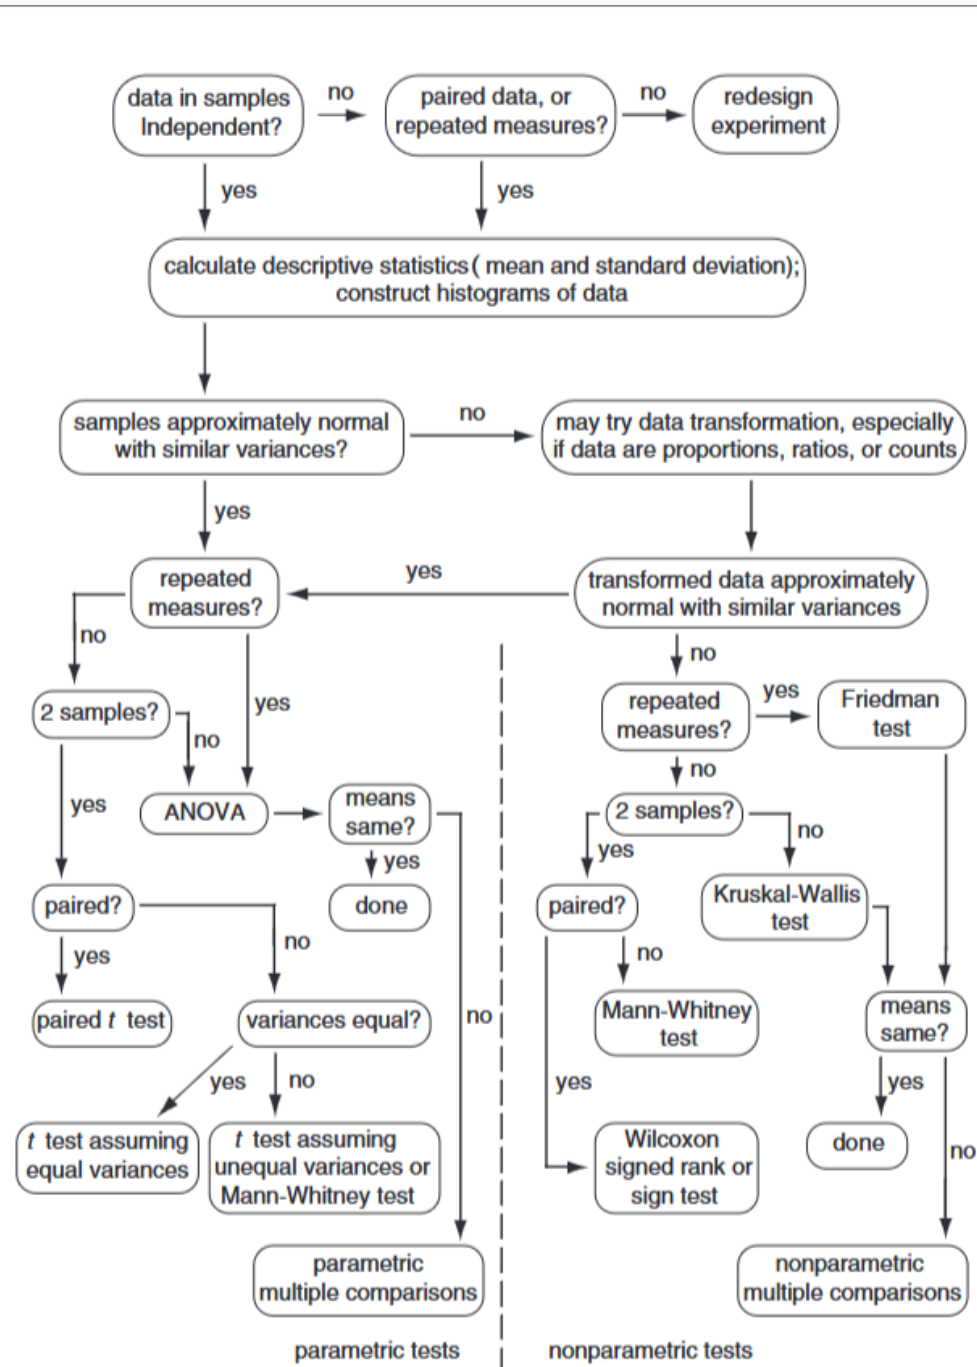 data in samples
Independent?
no
paired data, or
repeated measures?
no
redesign
experiment
yes
yes
calculate descriptive statistics( mean and standard deviation);
construct histograms of data
samples approximately normal
with similar variances?
no
may try data transformation, especially
if data are proportions, ratios, or counts
yes
repeated
measures?
yes
transformed data approximately
normal with similar variances
no
yes
no
2 samples?
no
repeated
measures?
yes
Friedman
test
no
yes
ANOVA
means
same?
yes
done
no
2 samples?
yes
no
paired?
yes
no
paired?
no
yes
Kruskal-Wallis
test
paired t test
variances equal?
yes
no
Mann-Whitney
test
means
same?
yes
done
no
t test assuming
equal variances
t test assuming
unequal variances or
Mann-Whitney test
Wilcoxon
signed rank or
sign test
parametric
multiple comparisons
nonparametric
multiple comparisons
parametric tests
nonparametric tests